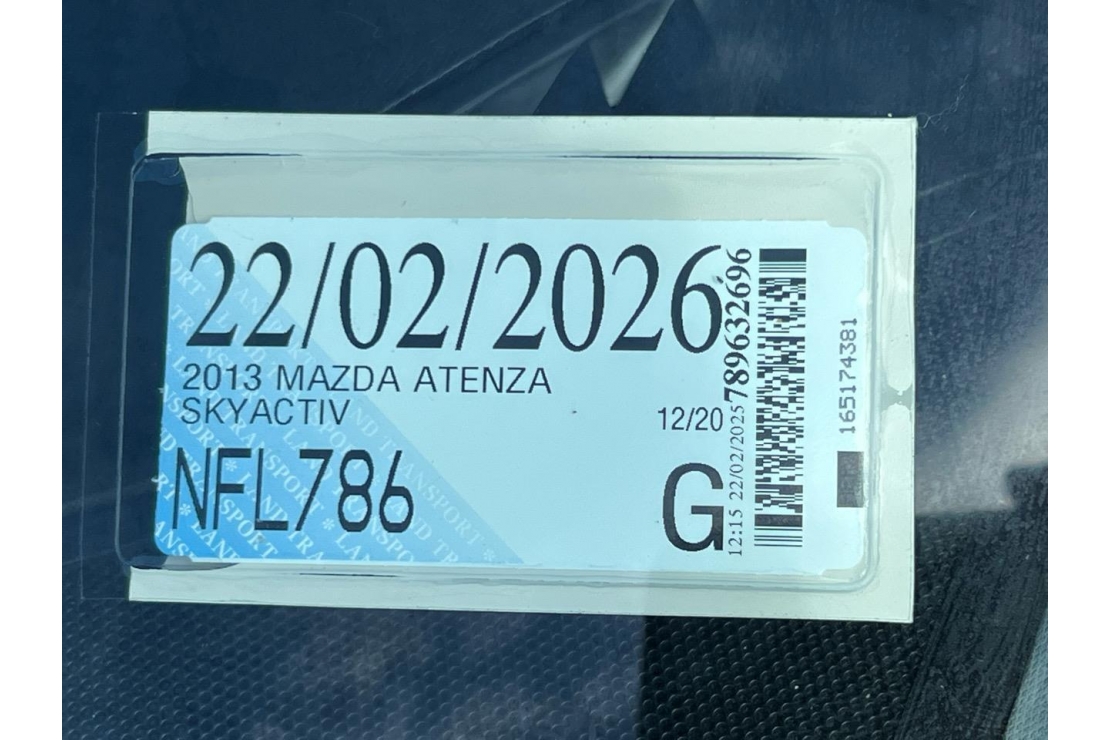 22/02/2026
2013 MAZDA ATENZA
SKYACTIV
12/20
NFL786
G
12:15 22/02/2025
789632696
165174381